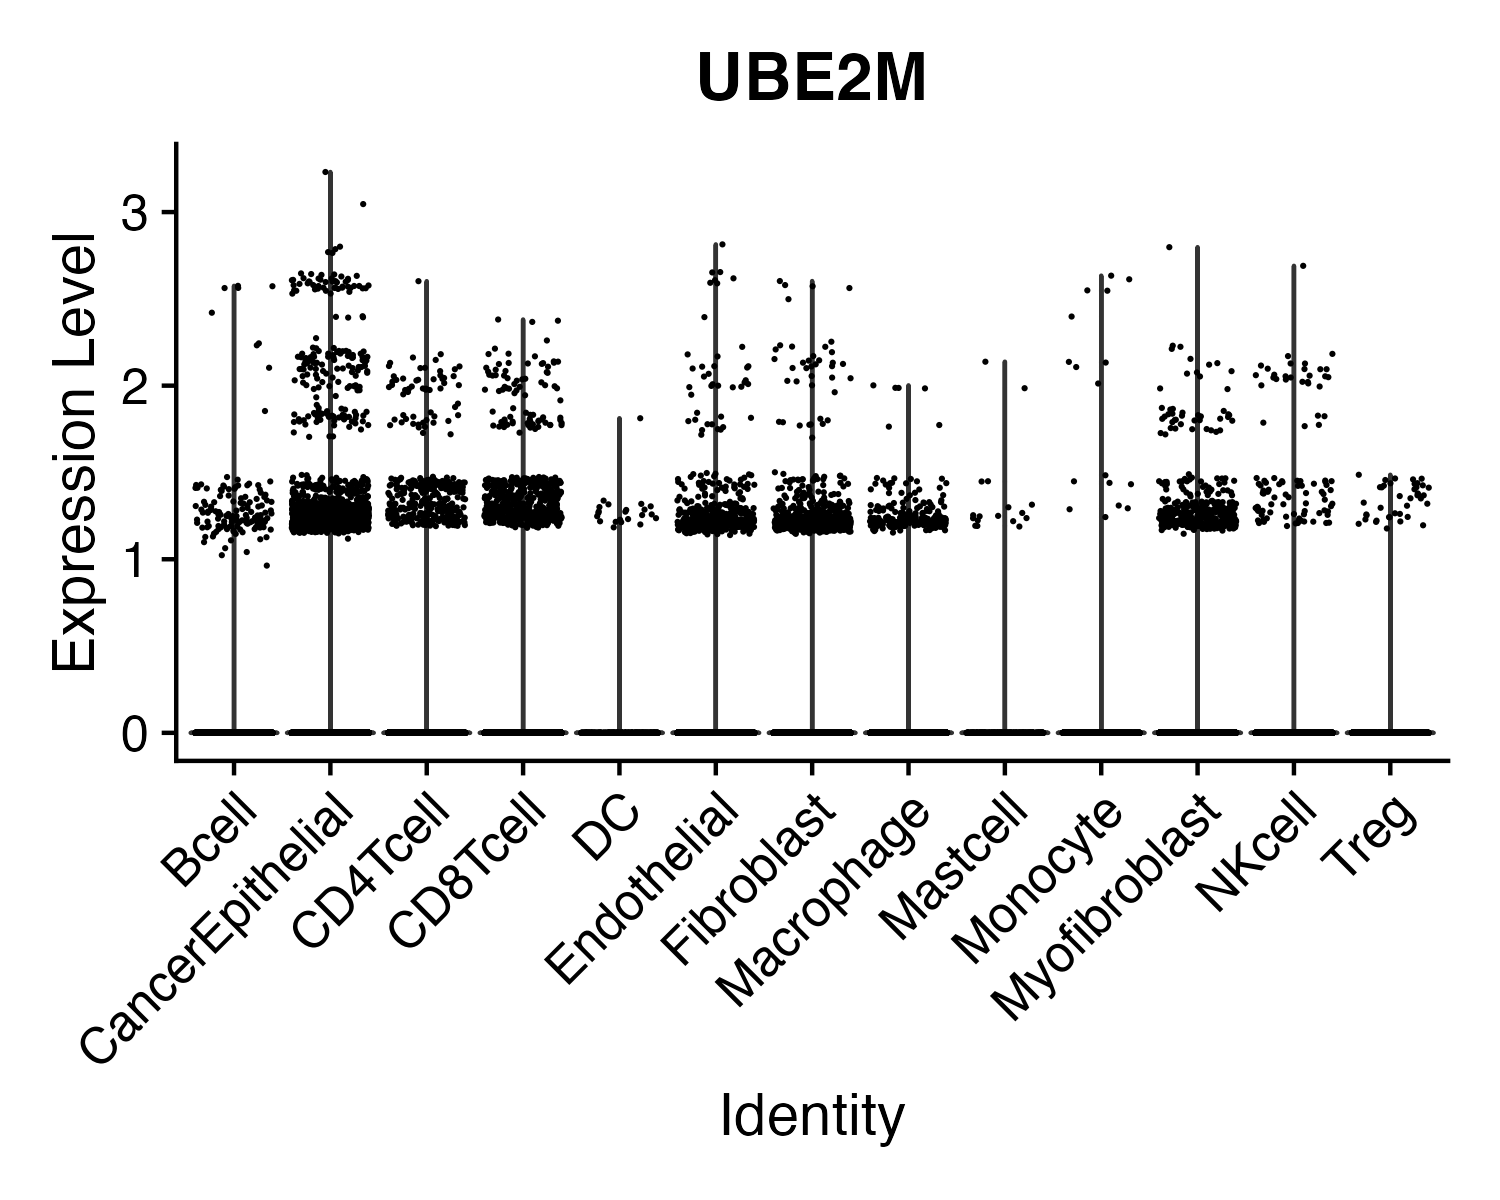 UBE2M
Expression Level
3
2
1
0
Bcell
CancerEpithelial
CD4Tcell
CD8Tcell
DC
Endothelial
Fibroblast
Macrophage
Mastcell
Monocyte
Myofibroblast
NKcell
Treg
Identity